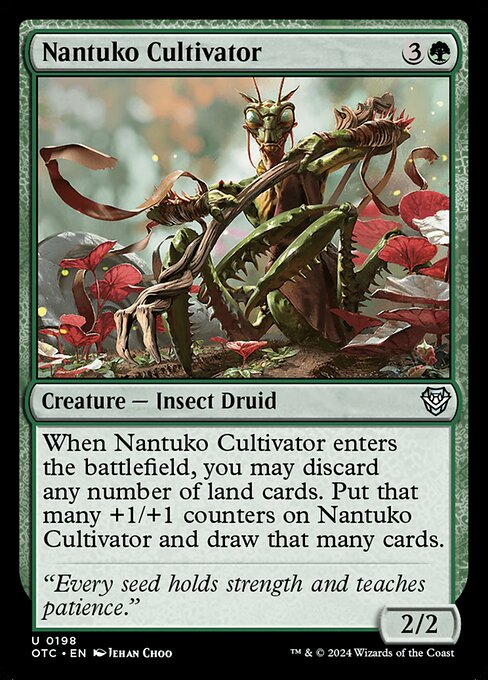 Nantuko Cultivator 3
Creature — Insect Druid
When Nantuko Cultivator enters
the battlefield, you may discard
any number of land cards. Put that
many +1/+1 counters on Nantuko
Cultivator and draw that many cards.
“Every seed holds strength and teaches
patience.”
2/2
U 0198
OTC • EN Jehan Choo
™ & © 2024 Wizards of the Coast